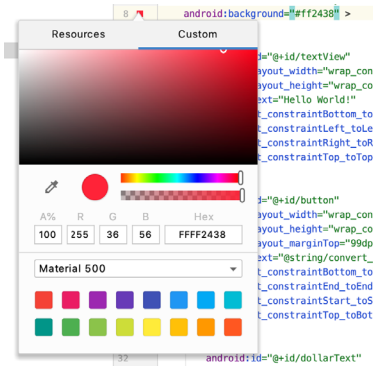 8 android:background="#ff2438" >
Resources Custom
d="@+id/textView"
ayout_width="wrap_con
ayout_height="wrap_co
ext="Hello World!"
t_constraintBottom_to
t_constraintLeft_toLe
t_constraintRight_toR
t_constraintTop_toTop
A% R G B Hex
100 255 36 56 FFFF2438
Material 500
d="@+id/button"
ayout_width="wrap_con
ayout_height="wrap_co
ayout_marginTop="99dp
ext="@string/convert_
t_constraintBottom_to
t_constraintEnd_toEnd
t_constraintStart_toS
t_constraintTop_toBot
32 android:id="@+id/dollarText"